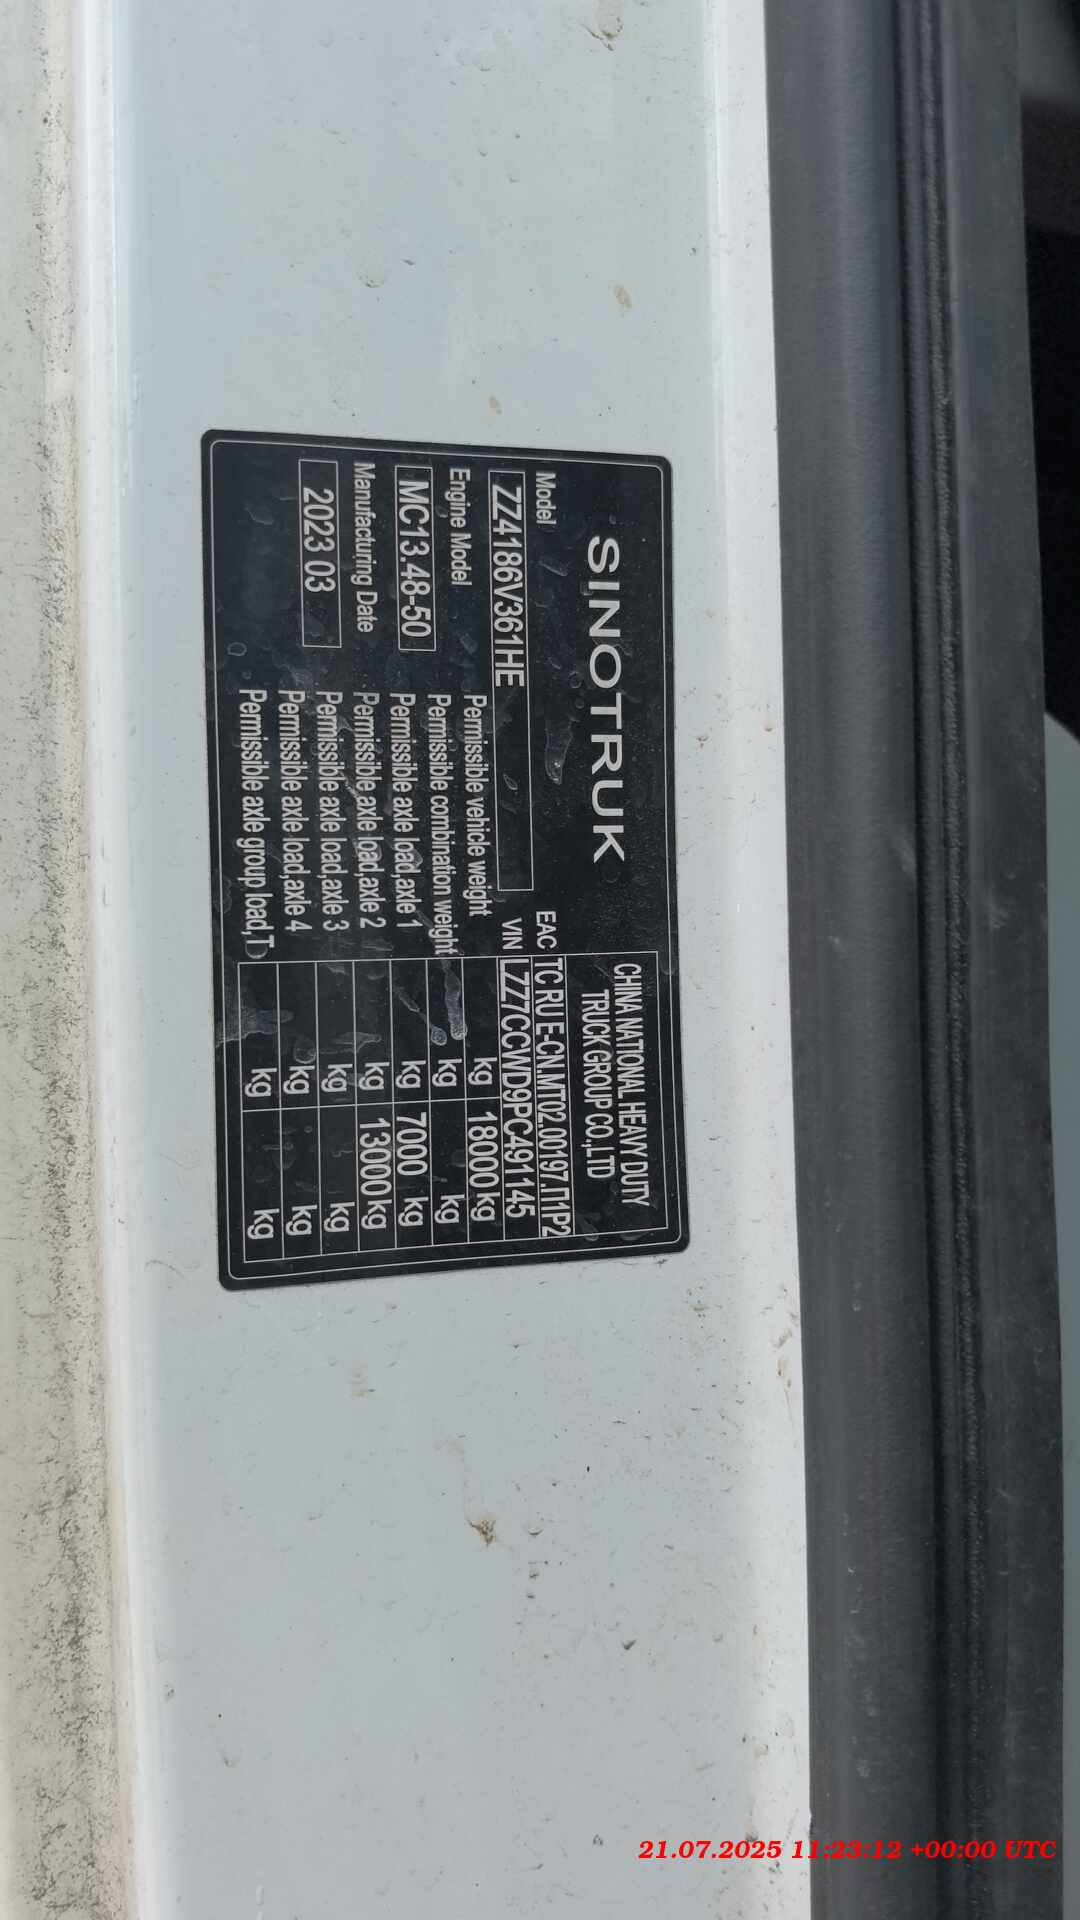 SINOTRUK
CHINA NATIONAL HEAVY DUTY
TRUCK GROUP CO.,LTD
Model
EAC TC RU E-CN.MT02.00197.П1P2
ZZ4186V361HE
VIN LZZ7CCWD9PC491145
Engine Model
MC13.48-50
Manufacturing Date
2023 03
Permissible vehicle weight kg 18000 kg
Permissible combination weight kg kg
Permissible axle load,axle 1 kg 7000 kg
Permissible axle load,axle 2 kg 13000 kg
Permissible axle load,axle 3 kg kg
Permissible axle load,axle 4 kg kg
Permissible axle group load,T kg kg
21.07.2025 11:23:12 +00:00 UTC